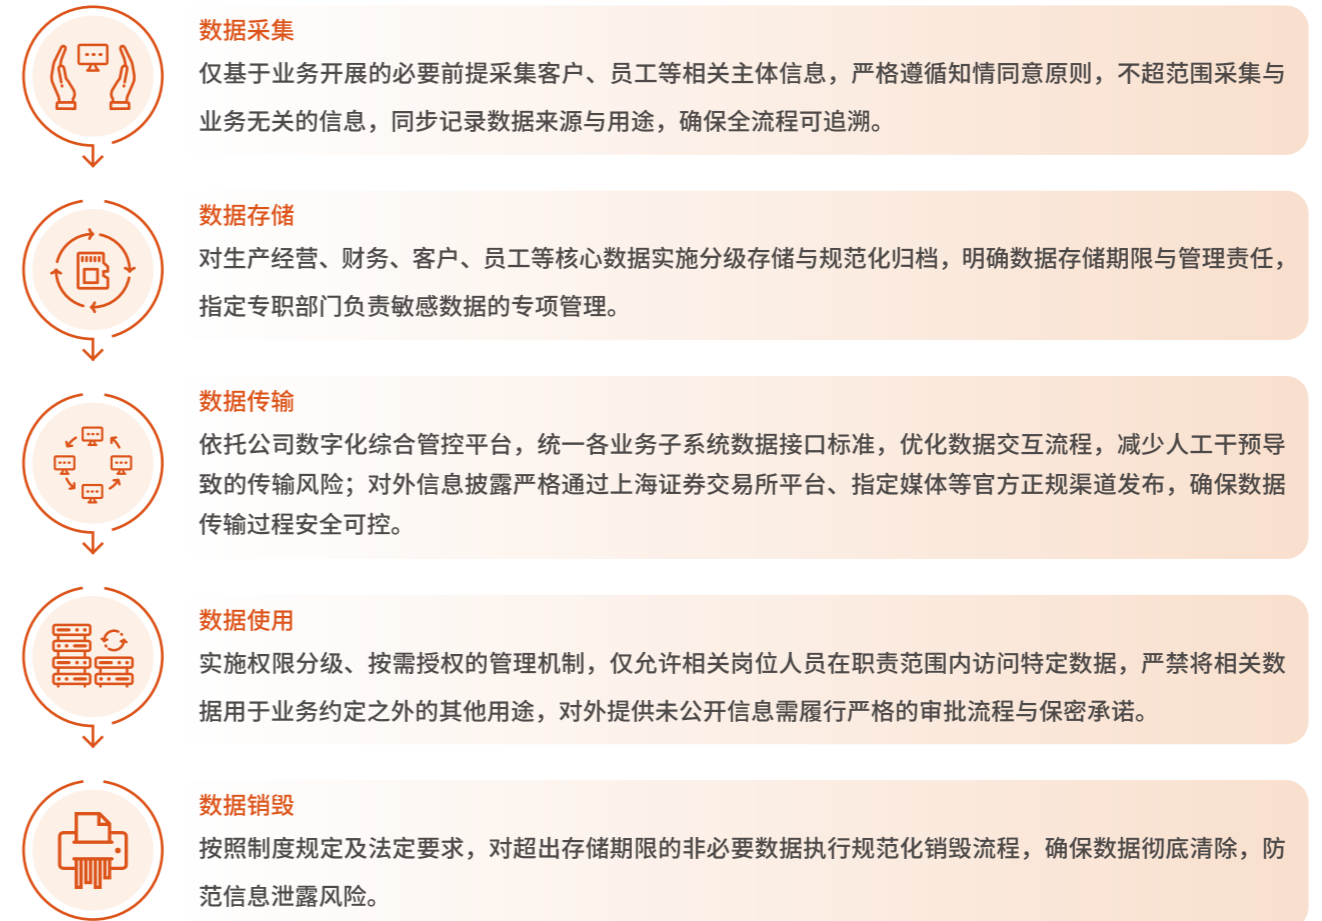 数据采集
仅基于业务开展的必要前提采集客户、员工等相关主体信息，严格遵循知情同意原则，不超范围采集与
业务无关的信息，同步记录数据来源与用途，确保全流程可追溯。
数据存储
对生产经营、财务、客户、员工等核心数据实施分级存储与规范化归档，明确数据存储期限与管理责任，
指定专职部门负责敏感数据的专项管理。
数据传输
依托公司数字化综合管控平台，统一各业务子系统数据接口标准，优化数据交互流程，减少人工干预导
致的传输风险；对外信息披露严格通过上海证券交易所平台、指定媒体等官方正规渠道发布，确保数据
传输过程安全可控。
数据使用
实施权限分级、按需授权的管理机制，仅允许相关岗位人员在职责范围内访问特定数据，严禁将相关数
据用于业务约定之外的其他用途，对外提供未公开信息需履行严格的审批流程与保密承诺。
数据销毁
按照制度规定及法定要求，对超出存储期限的非必要数据执行规范化销毁流程，确保数据彻底清除，防
范信息泄露风险。